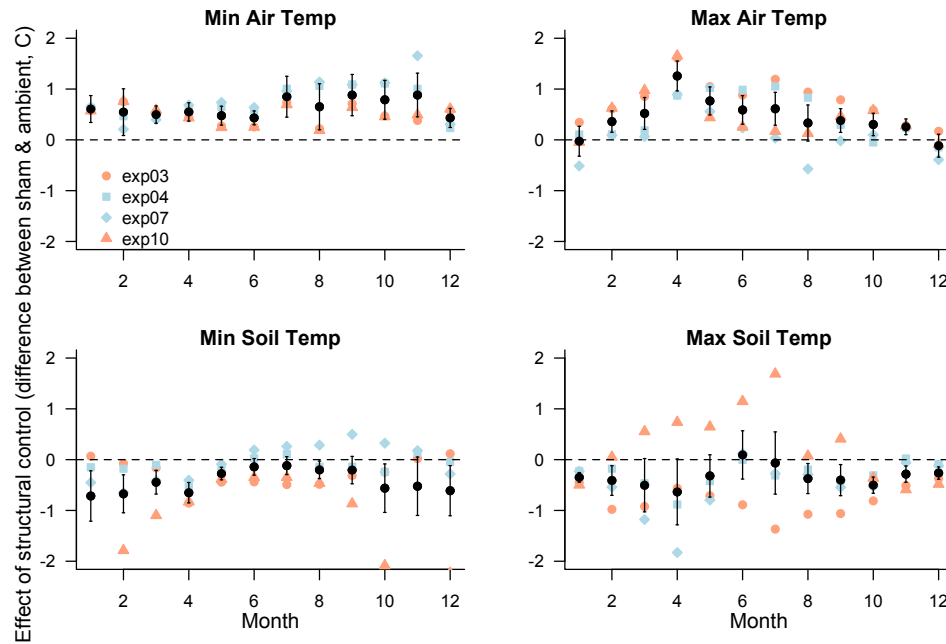 Effect of structural control (difference between sham & ambient, C)
Min Air Temp
2
1
0
-1
-2
exp03
exp04
exp07
exp10
2 4 6 8 10 12
Max Air Temp
2
1
0
-1
-2
2 4 6 8 10 12
Min Soil Temp
2
1
0
-1
-2
2 4 6 8 10 12
Month
Max Soil Temp
2
1
0
-1
-2
2 4 6 8 10 12
Month